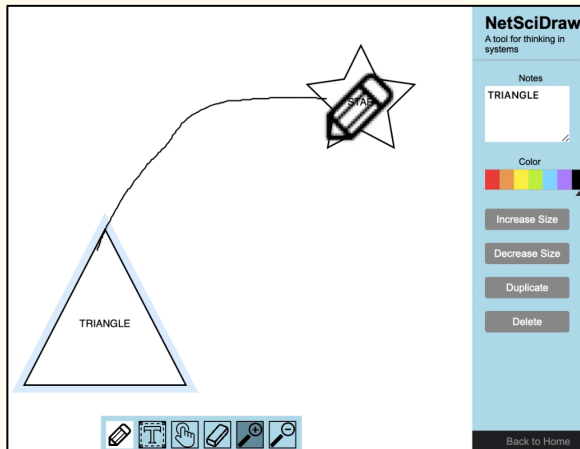 NetSciDraw
A tool for thinking in
systems
STAR
Notes
TRIANGLE
Color
Increase Size
Decrease Size
Duplicate
Delete
TRIANGLE
T
Back to Home